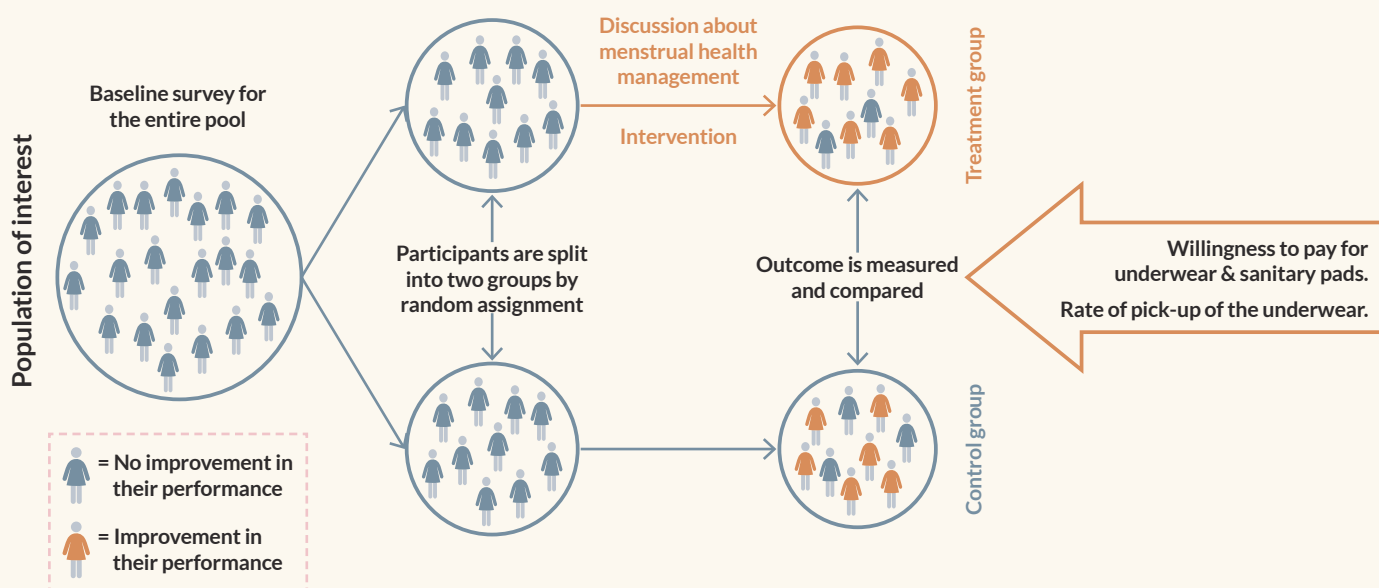 Population of interest
Baseline survey for
the entire pool
Participants are split
into two groups by
random assignment
Discussion about
menstrual health
management
Intervention
Treatment group
Outcome is measured
and compared
Control group
Willingness to pay for
underwear & sanitary pads.
Rate of pick-up of the underwear.
= No improvement in
their performance
= Improvement in
their performance